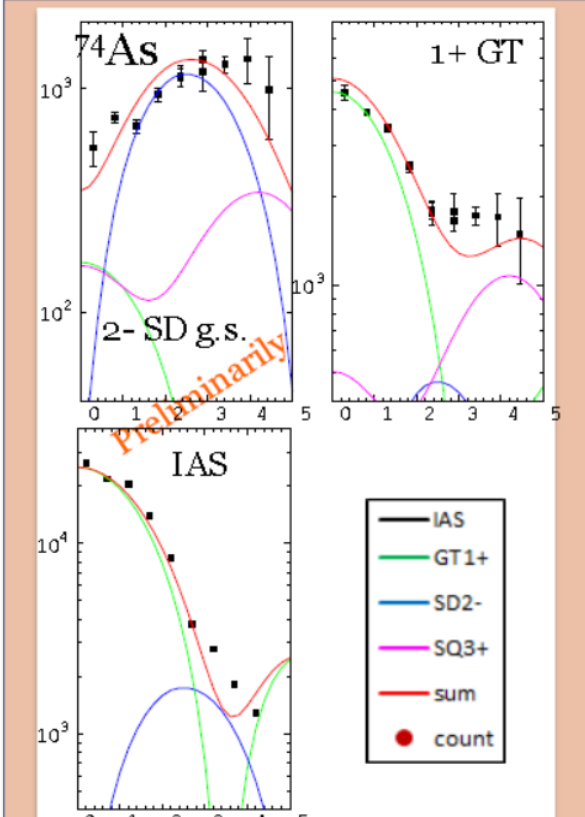 ⁷⁴As
1+ GT
10³
10²
2- SD g.s.
10³
0 1 2 3 4 5
0 1 2 3 4 5
Preluminarily
IAS
10⁴
10³
IAS
GT1+
SD2-
SQ3+
sum
count